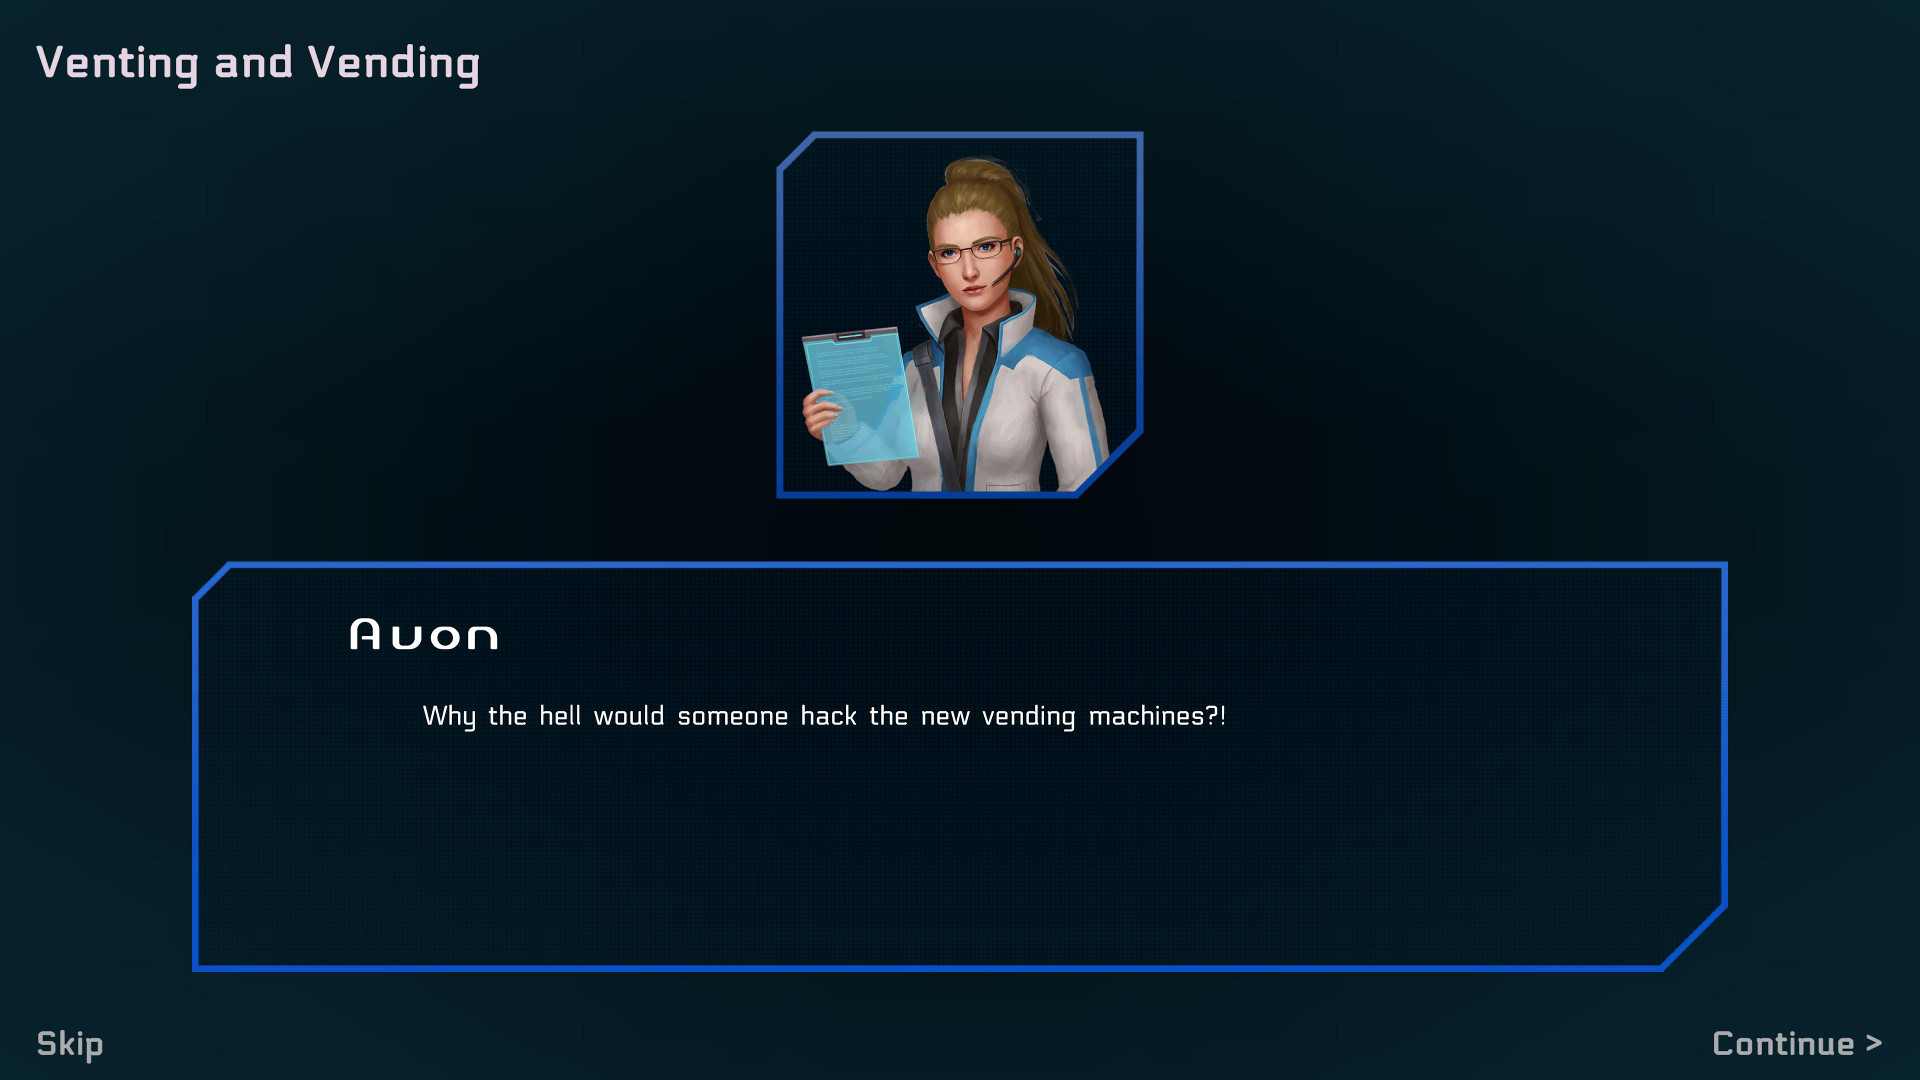 Venting and Vending
Avon
Why the hell would someone hack the new vending machines?!
Skip
Continue >